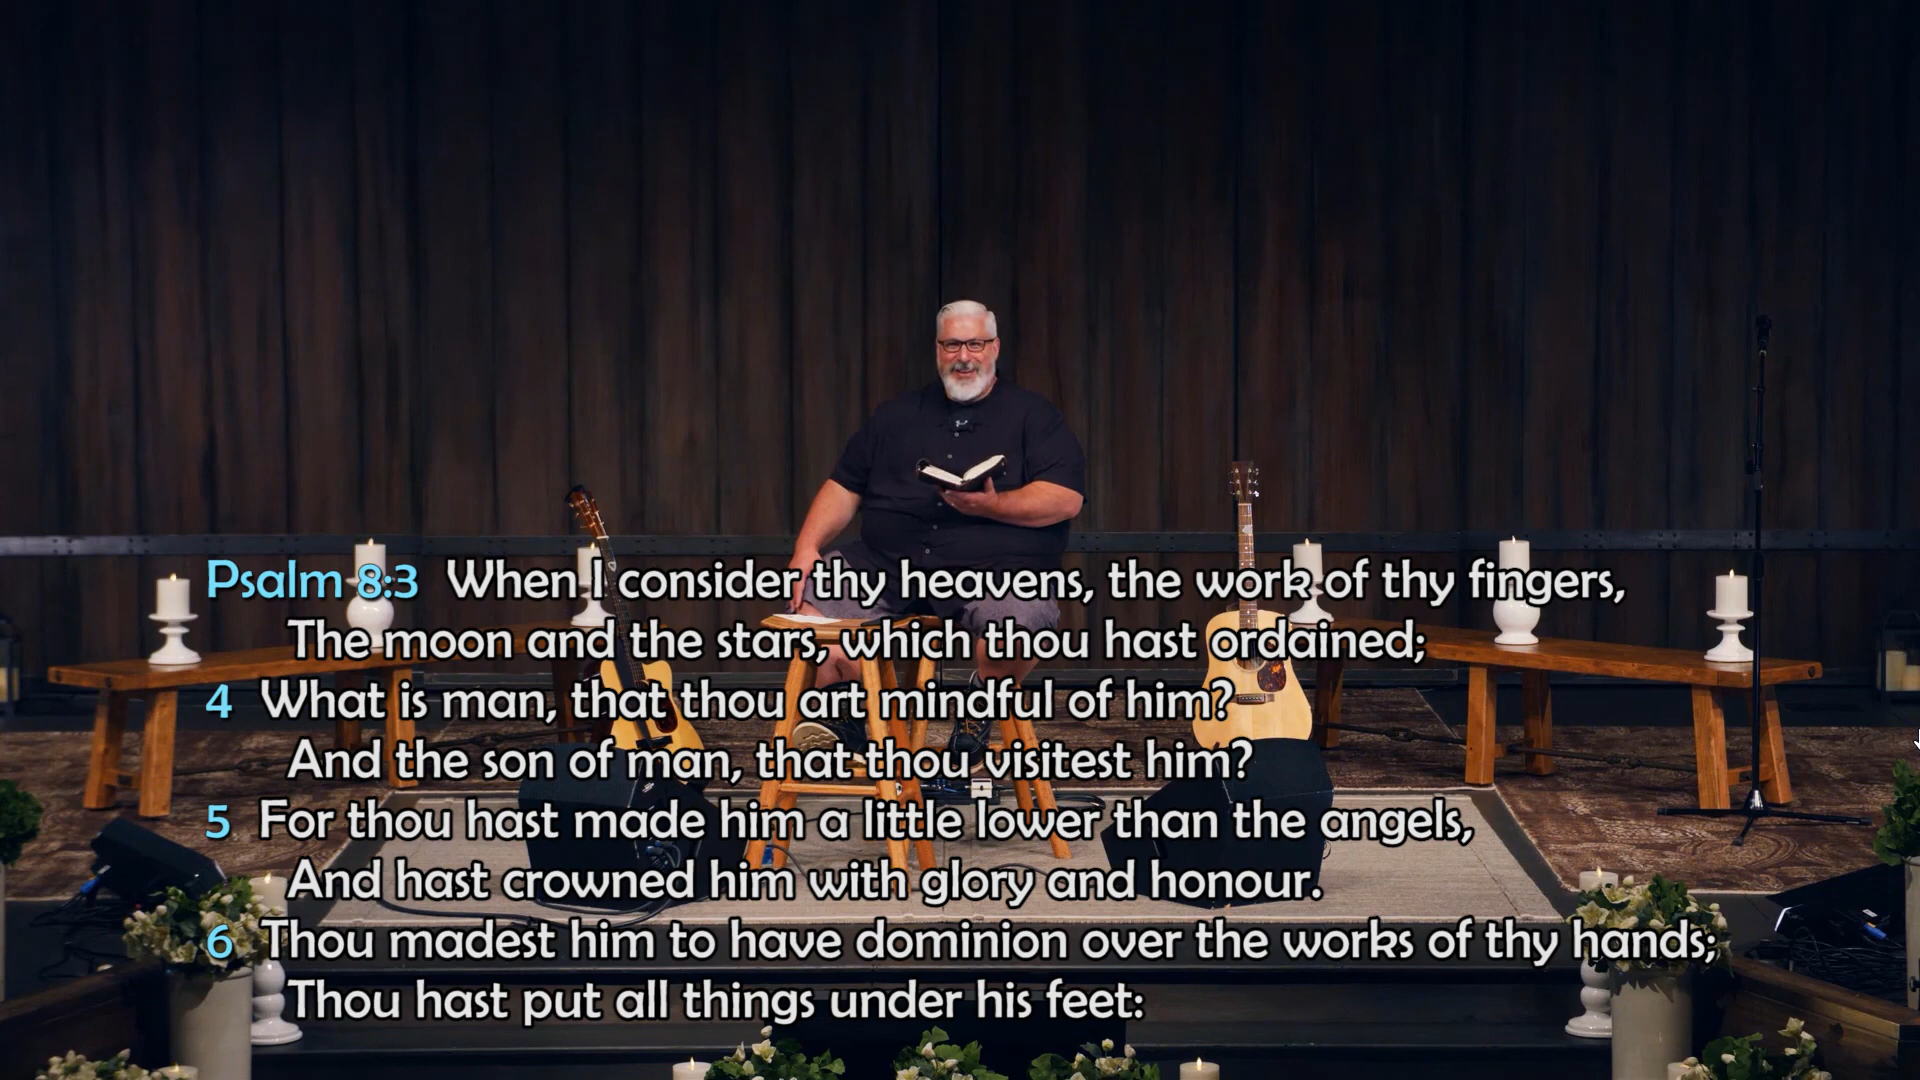 Psalm 8:3 When I consider thy heavens, the work of thy fingers,
The moon and the stars, which thou hast ordained;
4 What is man, that thou art mindful of him?
And the son of man, that thou visitest him?
5 For thou hast made him a little lower than the angels,
And hast crowned him with glory and honour.
6 Thou madest him to have dominion over the works of thy hands;
Thou hast put all things under his feet: